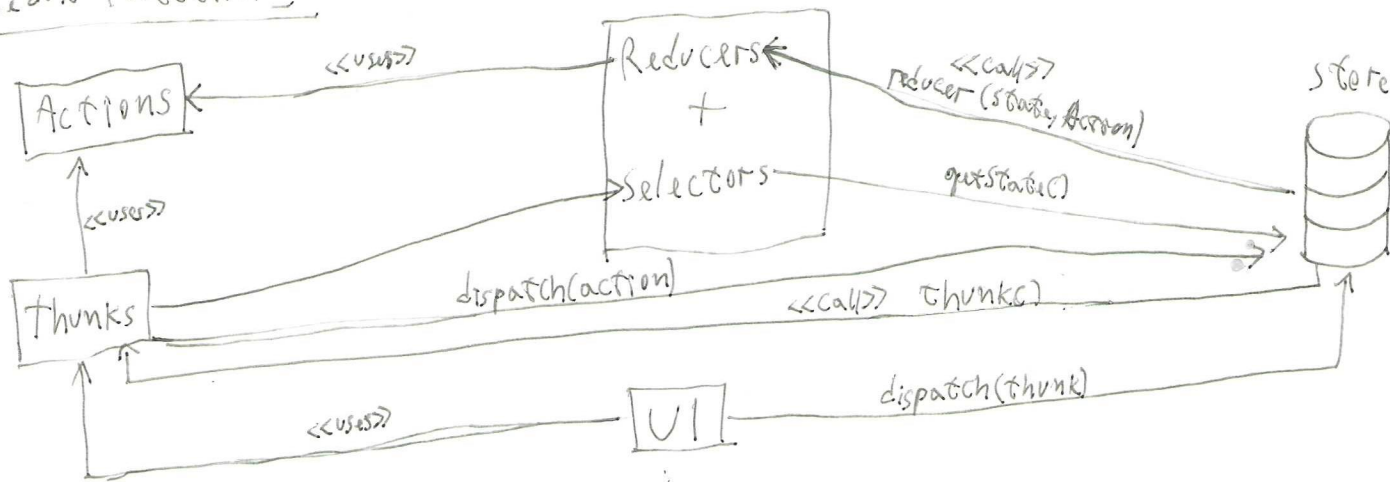 <<uses>>
Reducers
+
Selectors
<<call>>
reducer(state, Action)
store
Actions
getState()
<<uses>>
dispatch(action)
<<call>> thunk()
thunks
dispatch(thunk)
<<uses>>
UI